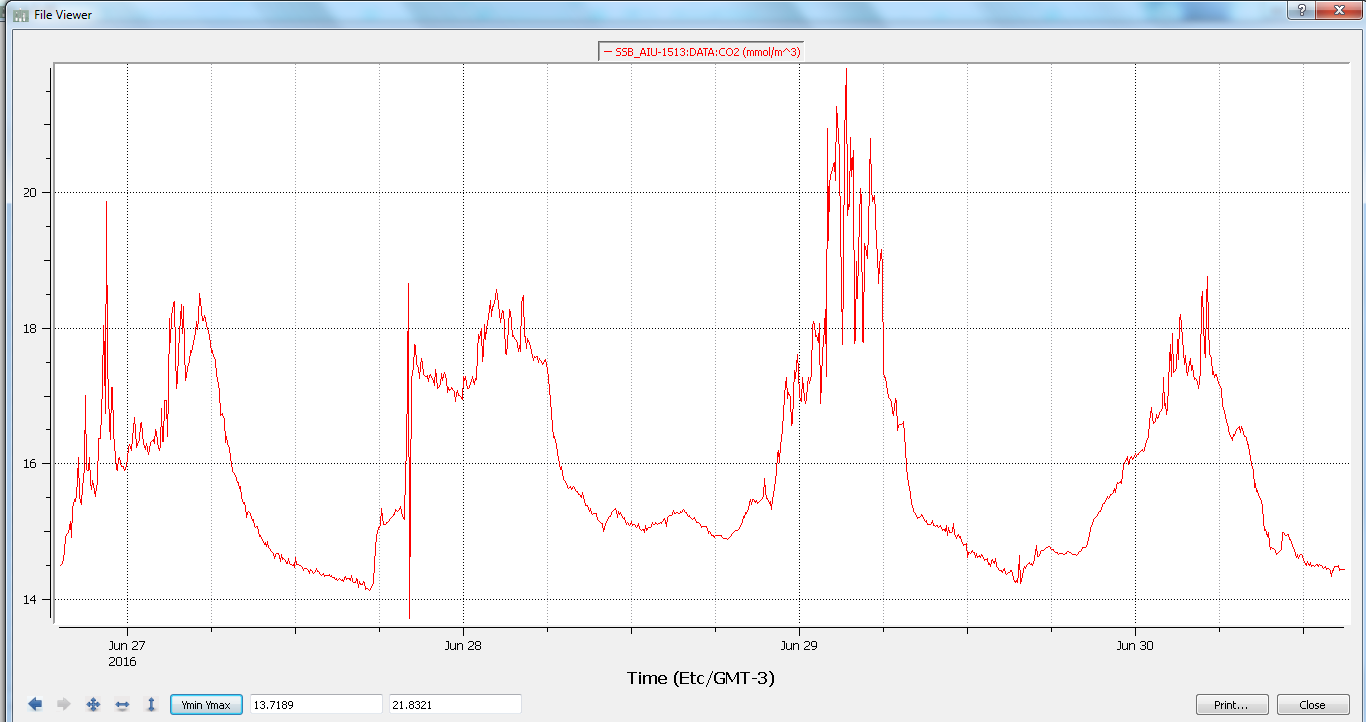 File Viewer
SSB_AIU-1513:DATA:CO2 (mmol/m^3)
20
18
16
14
Jun 27 Jun 28 Jun 29 Jun 30
2016
Time (Etc/GMT-3)
Ymin Ymax 13.7189 21.8321 Print... Close